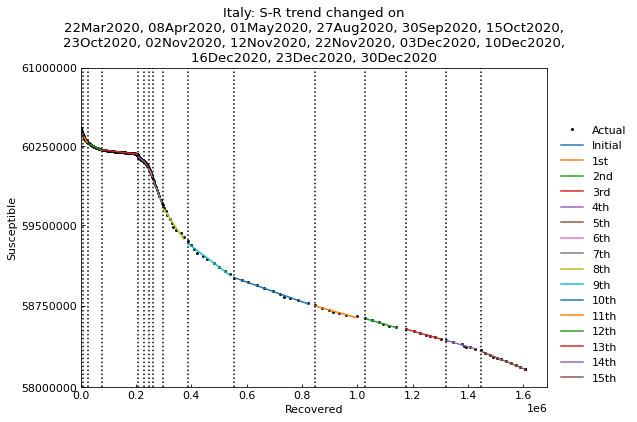 Italy: S-R trend changed on
22Mar2020, 08Apr2020, 01May2020, 27Aug2020, 30Sep2020, 15Oct2020,
23Oct2020, 02Nov2020, 12Nov2020, 22Nov2020, 03Dec2020, 10Dec2020,
16Dec2020, 23Dec2020, 30Dec2020
61000000
60250000
59500000
58750000
58000000
Susceptible
0.0 0.2 0.4 0.6 0.8 1.0 1.2 1.4 1.6
1e6
Recovered
Actual
Initial
1st
2nd
3rd
4th
5th
6th
7th
8th
9th
10th
11th
12th
13th
14th
15th